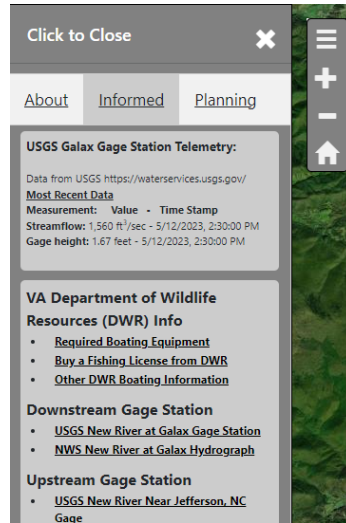 Click to Close
About Informed Planning
USGS Galax Gage Station Telemetry:
Data from USGS https://waterservices.usgs.gov/
Most Recent Data
Measurement: Value - Time Stamp
Streamflow: 1,560 ft³/sec - 5/12/2023, 2:30:00 PM
Gage height: 1.67 feet - 5/12/2023, 2:30:00 PM
VA Department of Wildlife
Resources (DWR) Info
• Required Boating Equipment
• Buy a Fishing License from DWR
• Other DWR Boating Information
Downstream Gage Station
• USGS New River at Galax Gage Station
• NWS New River at Galax Hydrograph
Upstream Gage Station
• USGS New River Near Jefferson, NC
Gage